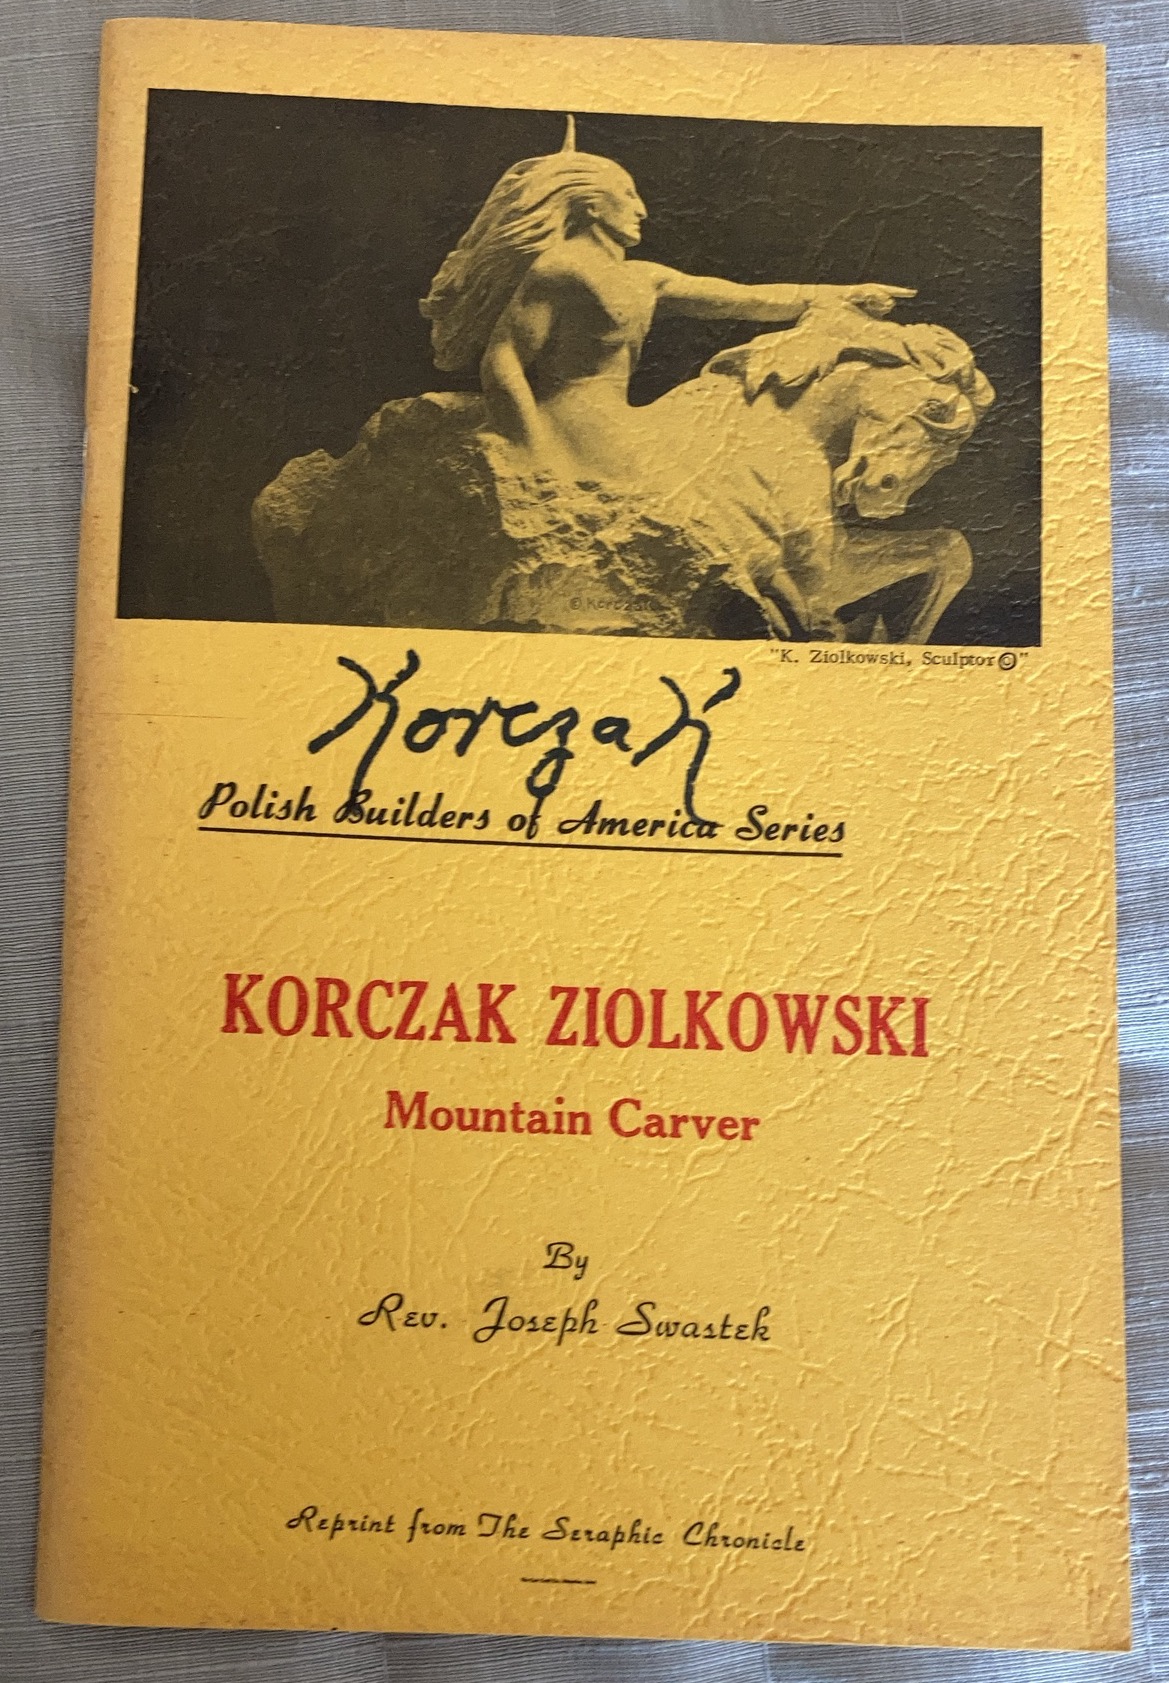 © Korczak
"K. Ziolkowski, Sculptor ©"
Korczak
Polish Builders of America Series
KORCZAK ZIOLKOWSKI
Mountain Carver
By
Rev. Joseph Swastek
Reprint from The Seraphic Chronicle